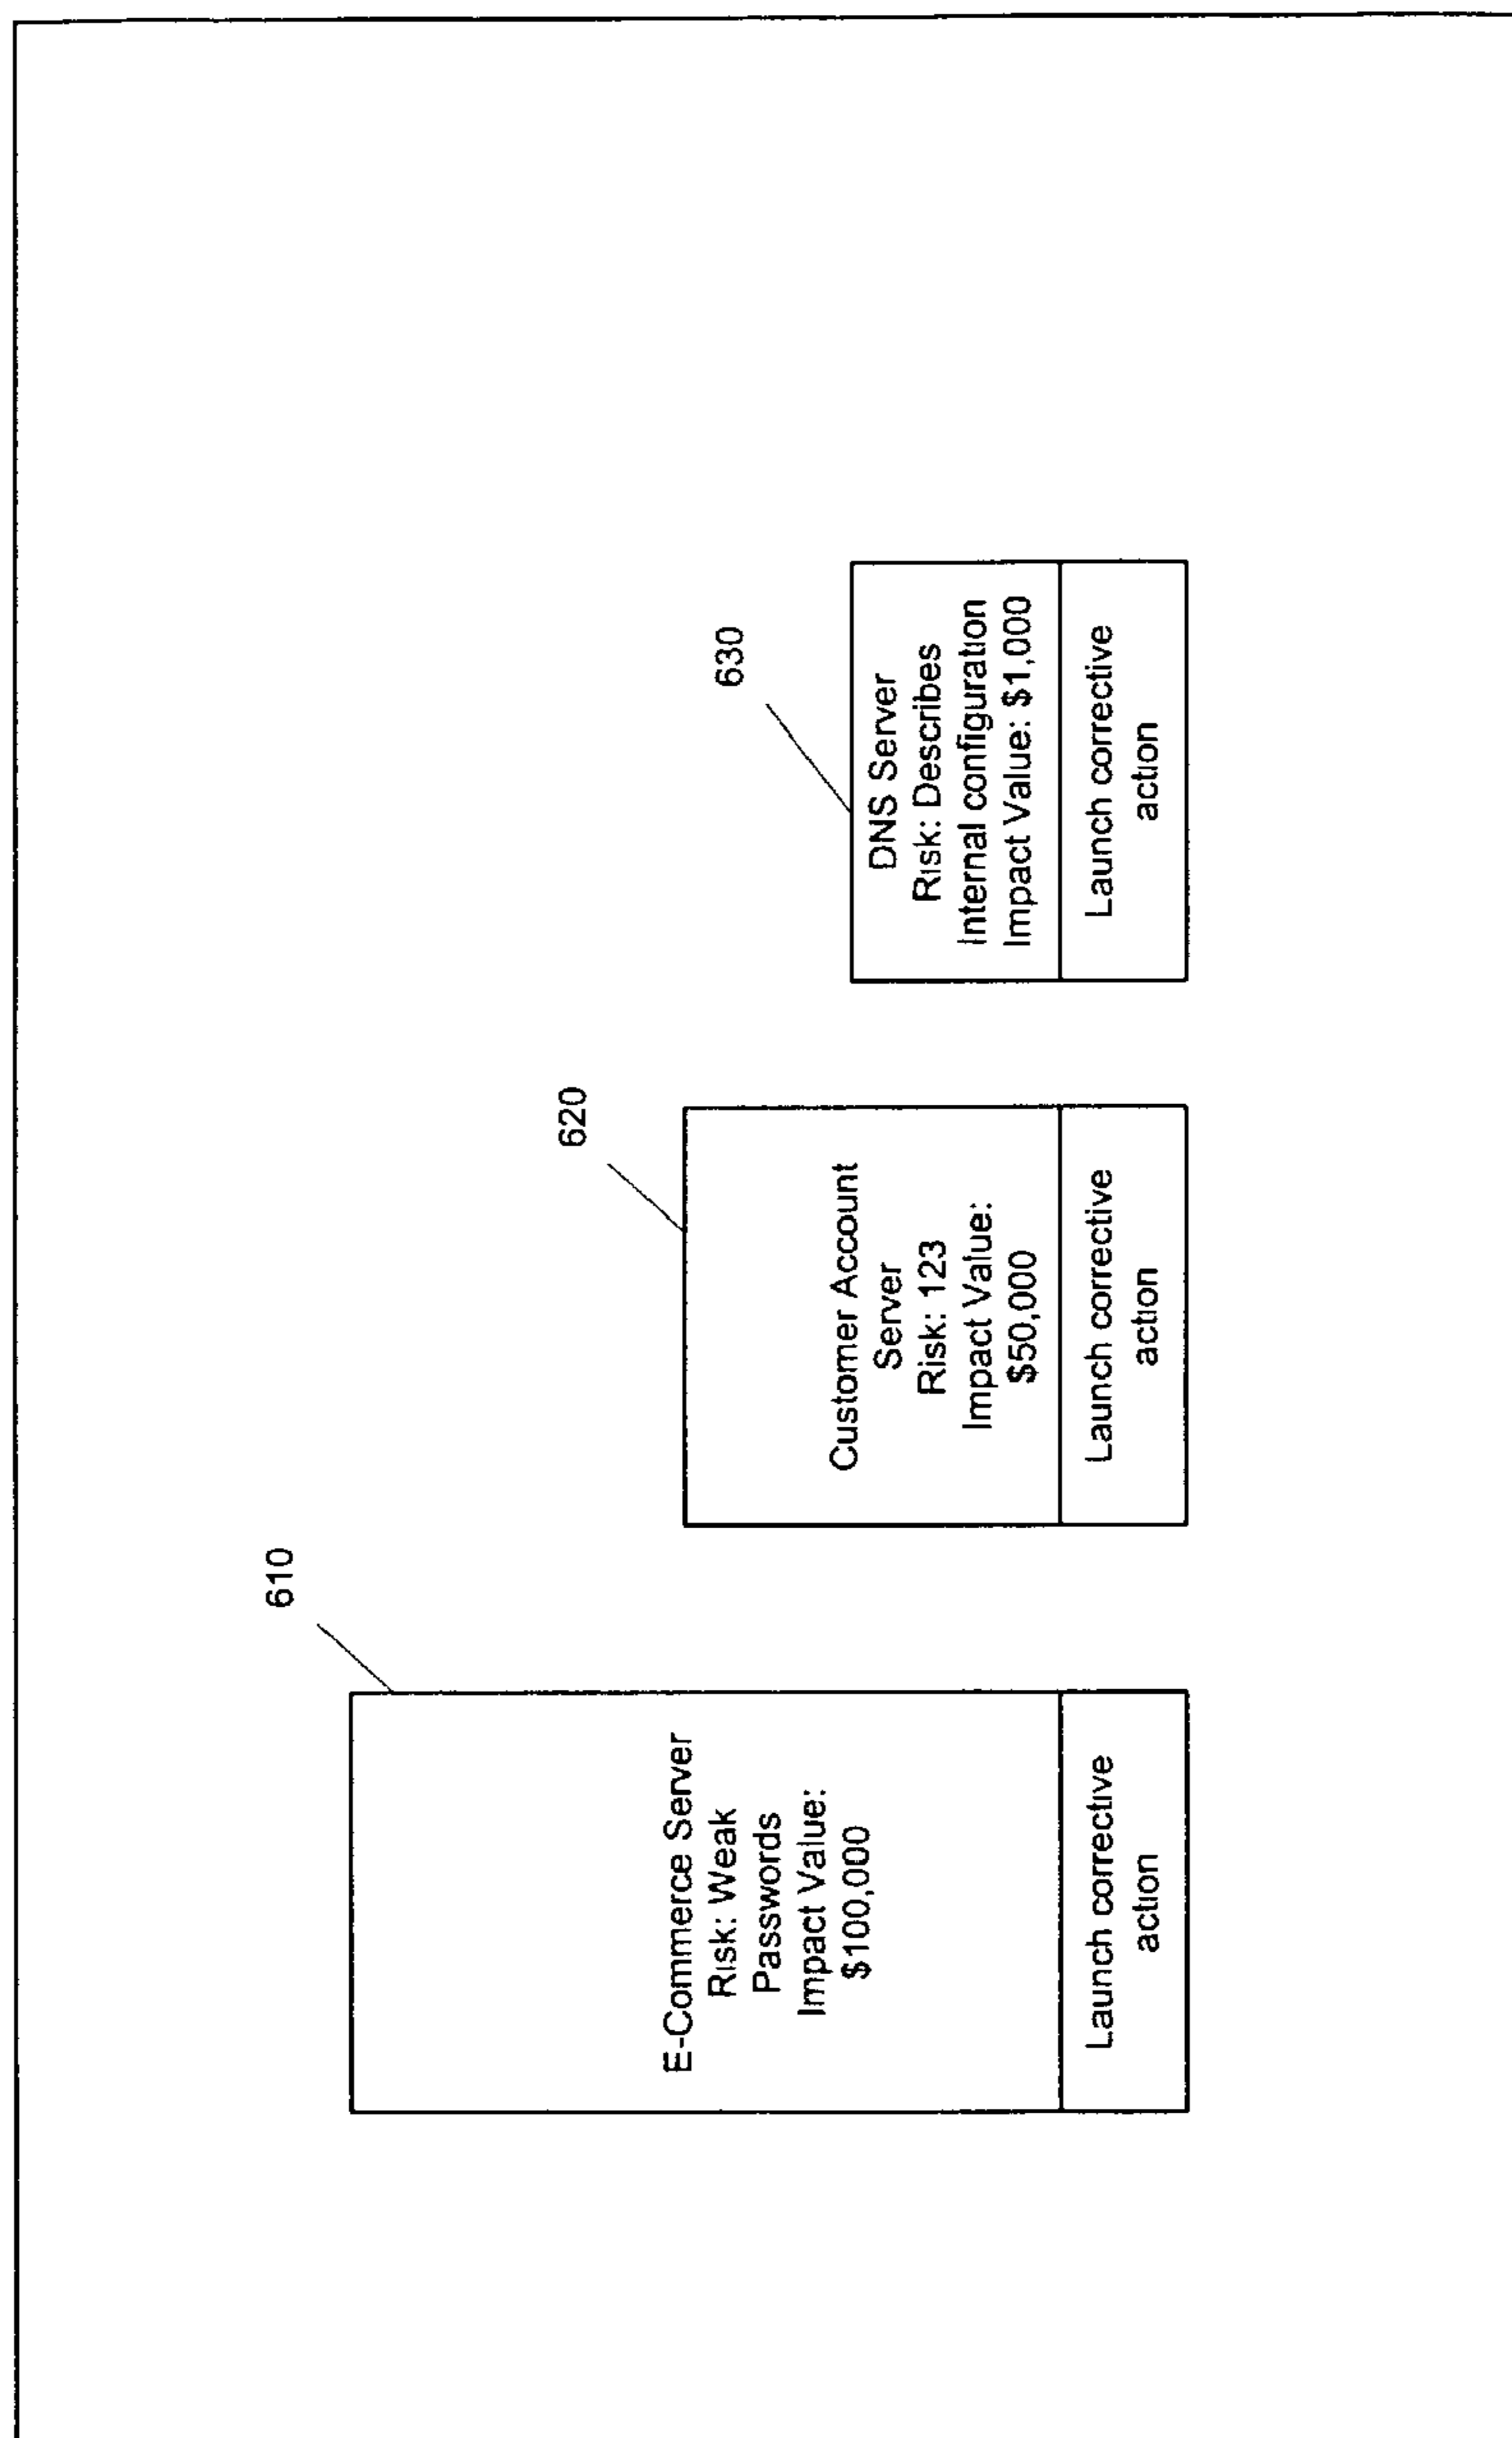 610
E-Commerce Server
Risk: Weak
Passwords
Impact Value:
$100,000
Launch corrective
action
620
Customer Account
Server
Risk: 123
Impact Value:
$50,000
Launch corrective
action
630
DNS Server
Risk: Describes
Internal configuration
Impact Value: $1,000
Launch corrective
action